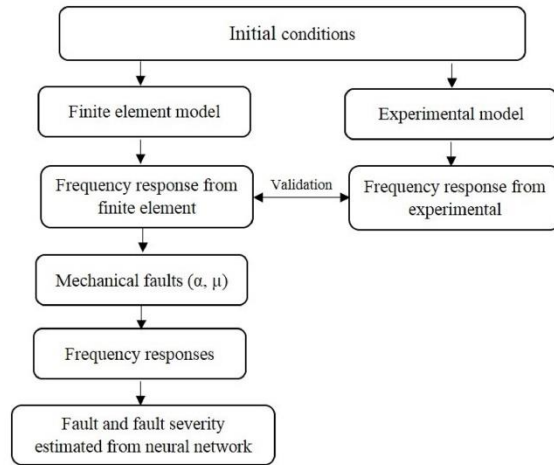 Initial conditions
Finite element model
Experimental model
Frequency response from
finite element
Validation
Frequency response from
experimental
Mechanical faults (α, μ)
Frequency responses
Fault and fault severity
estimated from neural network